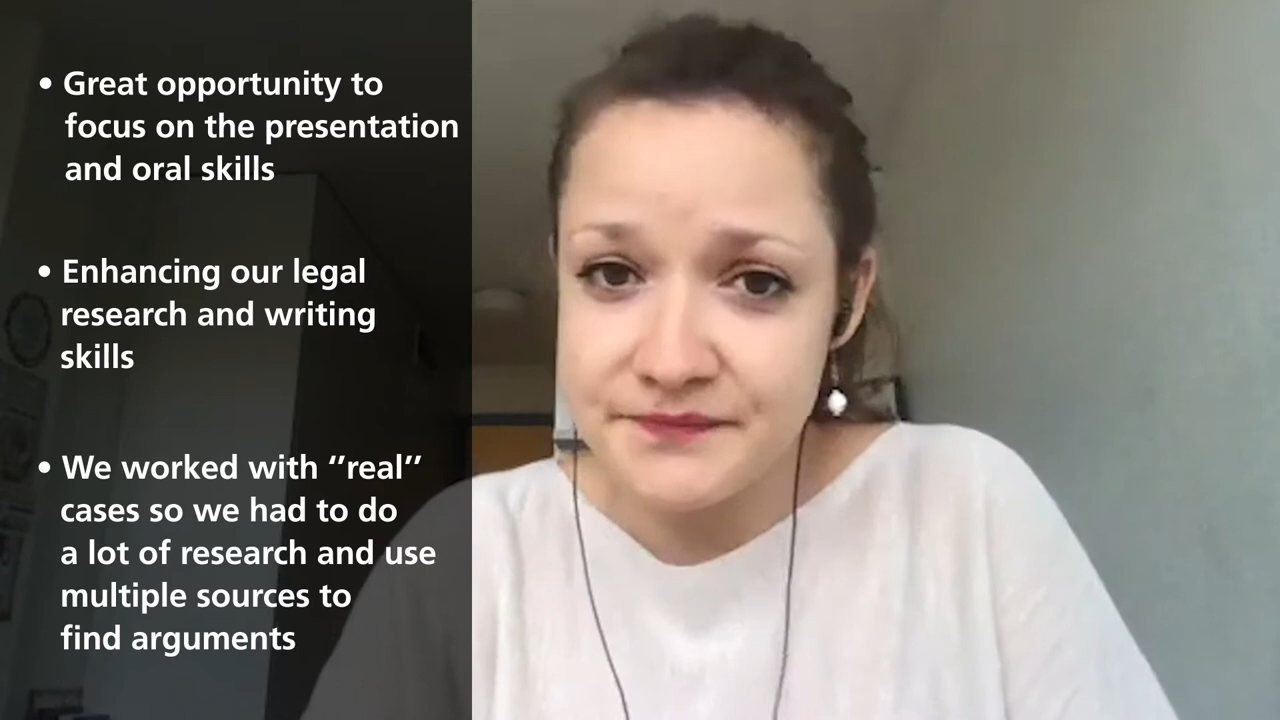 • Great opportunity to
focus on the presentation
and oral skills
• Enhancing our legal
research and writing
skills
• We worked with ‘‘real’’
cases so we had to do
a lot of research and use
multiple sources to
find arguments